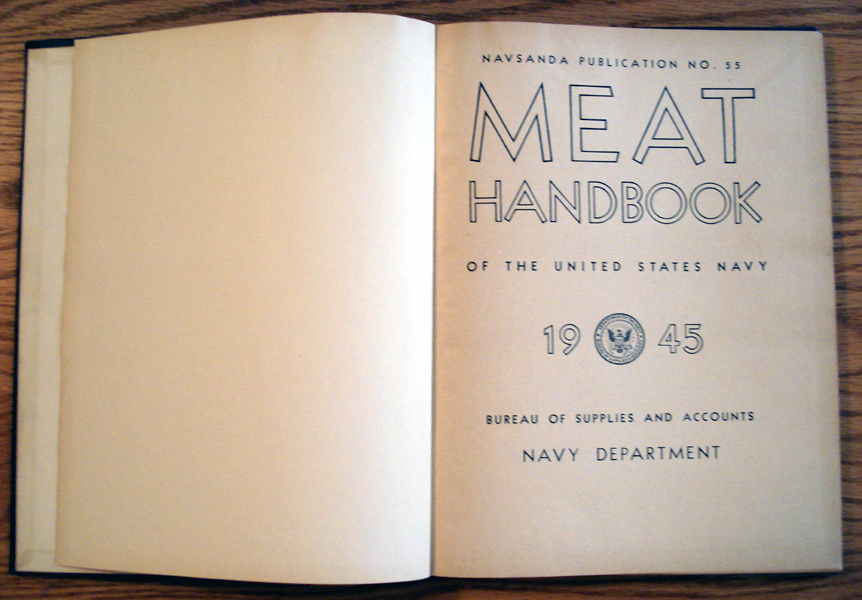 NAVSANDA PUBLICATION NO. 55
MEAT
HANDBOOK
OF THE UNITED STATES NAVY
19 45
BUREAU OF SUPPLIES AND ACCOUNTS
NAVY DEPARTMENT